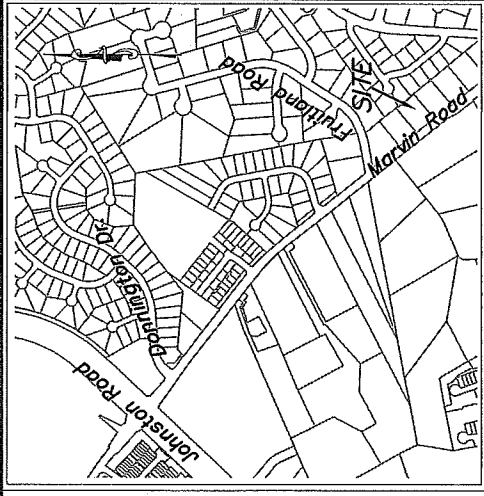 Fruitland Road
SITE
Marvin Road
Donnington Dr.
Johnston Road